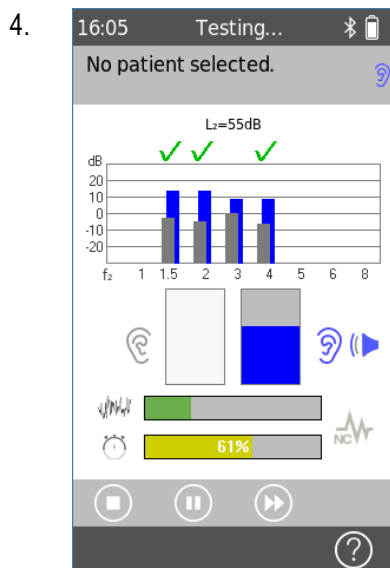 4.
16:05 Testing...
No patient selected.
L₂=55dB
dB
20
10
0
-10
-20
f₂ 1 1.5 2 3 4 5 6 8
NC
61%
?